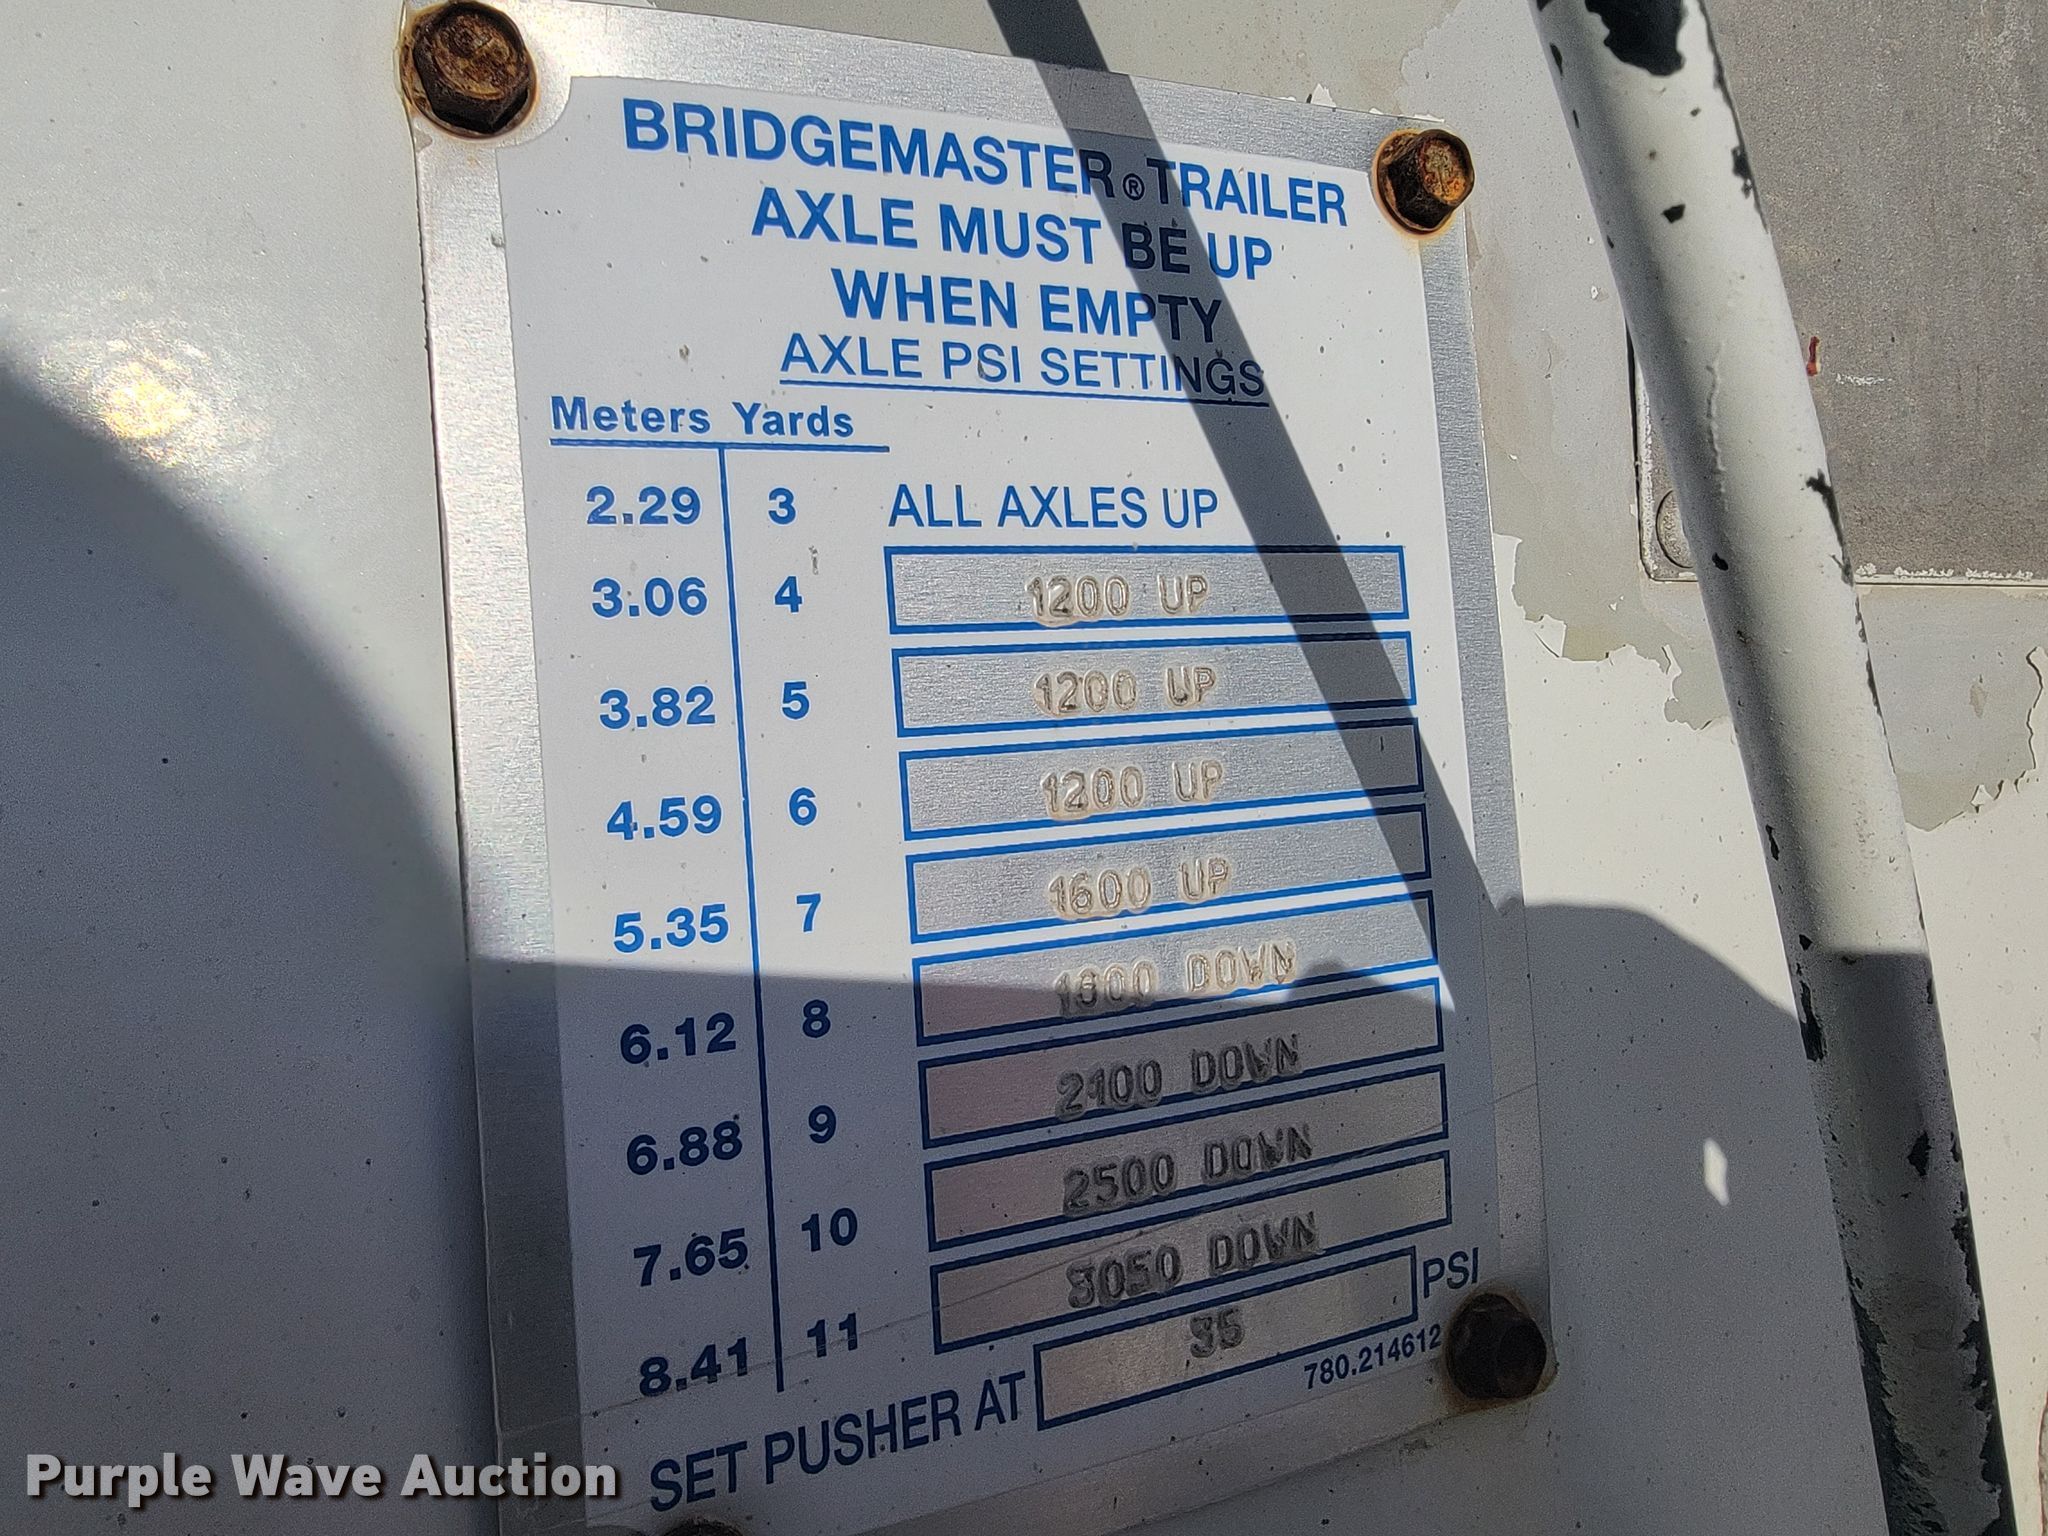 BRIDGEMASTER® TRAILER
AXLE MUST BE UP
WHEN EMPTY
AXLE PSI SETTINGS
Meters Yards
2.29 3 ALL AXLES UP
3.06 4 1200 UP
3.82 5 1200 UP
4.59 6 1200 UP
5.35 7 1600 UP
6.12 8 DOWN
6.88 9 2100 DOWN
7.65 10 2500 DOWN
8.41 11 3050 DOWN
SET PUSHER AT 35 PSI
780.214612
Purple Wave Auction